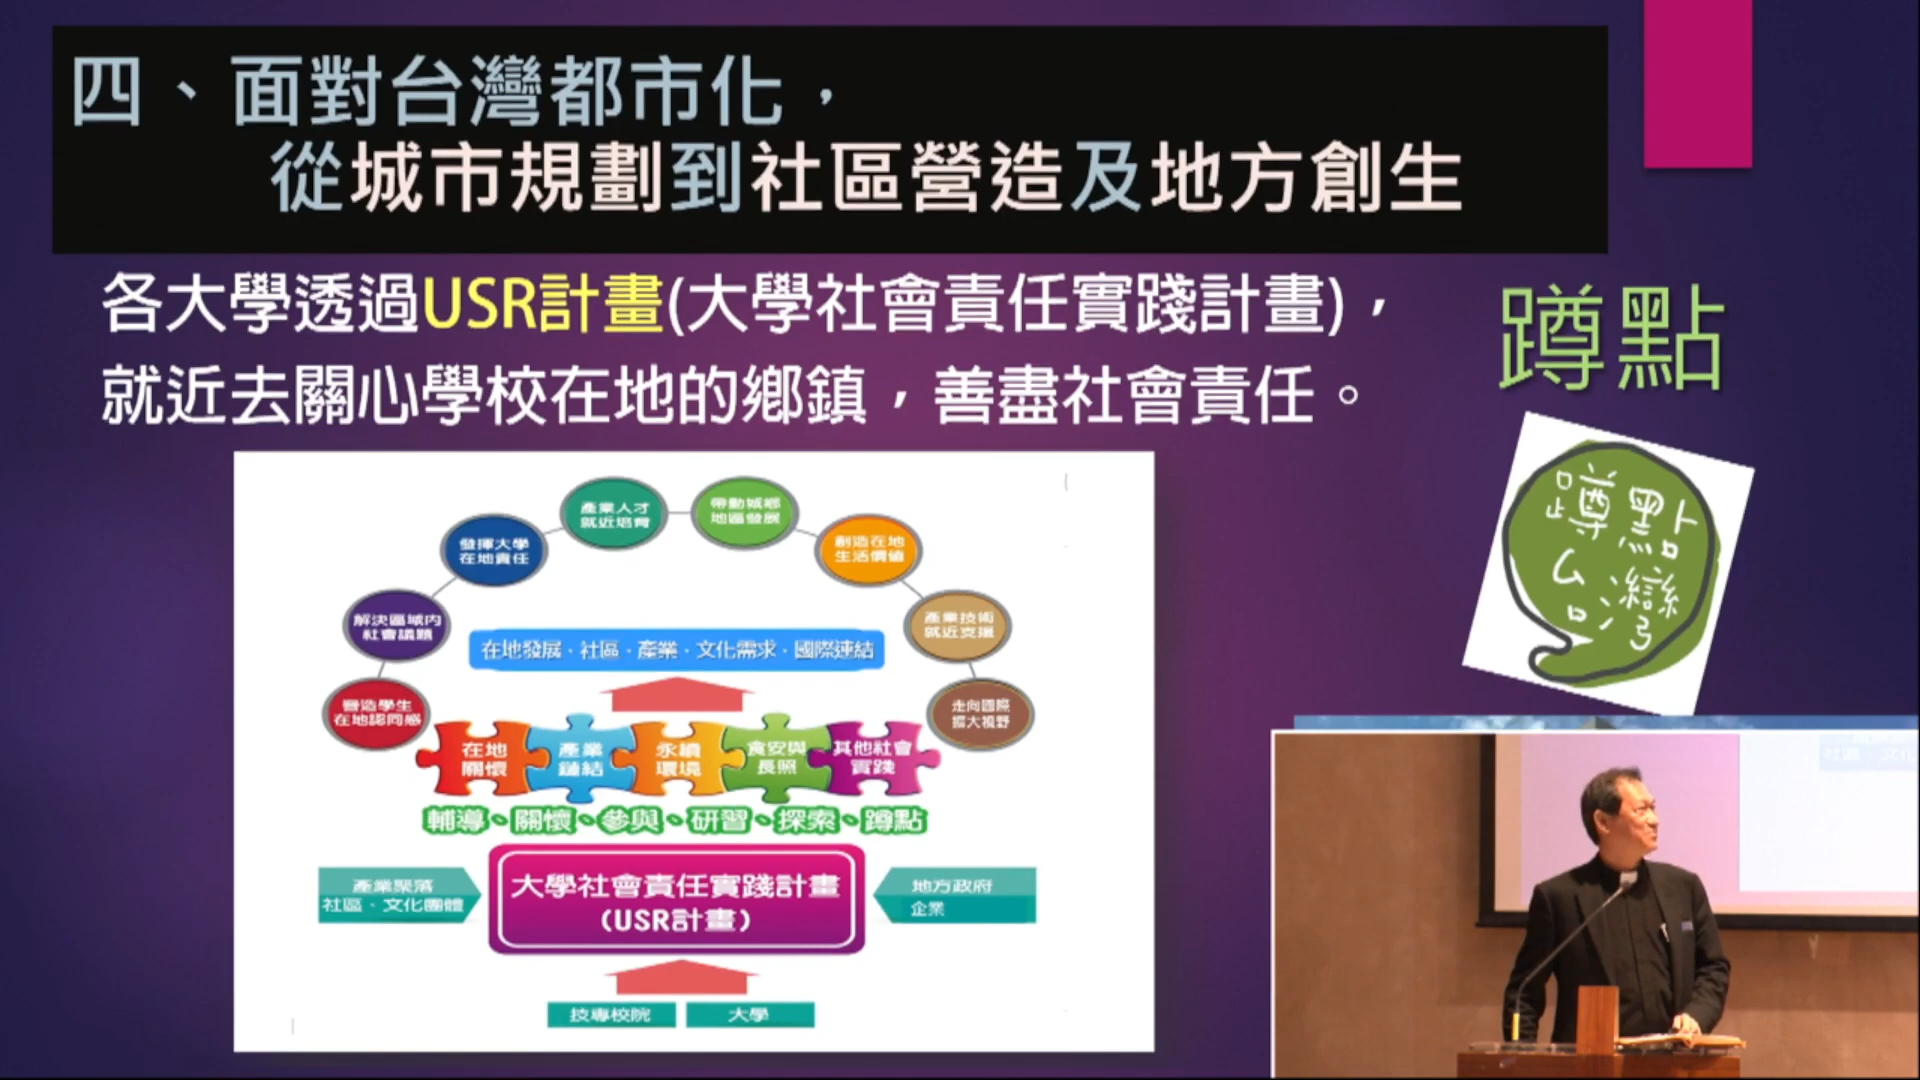 四、面對台灣都市化，
從城市規劃到社區營造及地方創生
各大學透過USR計畫(大學社會責任實踐計畫)，
就近去關心學校在地的鄉鎮，善盡社會責任。
蹲點
蹲點
台灣
產業人才
就近培育
帶動城鄉
地區發展
發揮大學
在地責任
創造在地
生活價值
解決區域內
社會議題
產業技術
就近支援
營造學生
在地認同感
走向國際
擴大視野
在地發展．社區．產業．文化需求．國際連結
在地
關懷
產業
鏈結
永續
環境
食安與
長照
其他社會
實踐
輔導、關懷、參與、研習、探索、蹲點
產業聚落
社區、文化團體
大學社會責任實踐計畫
(USR計畫)
地方政府
企業
技專校院
大學